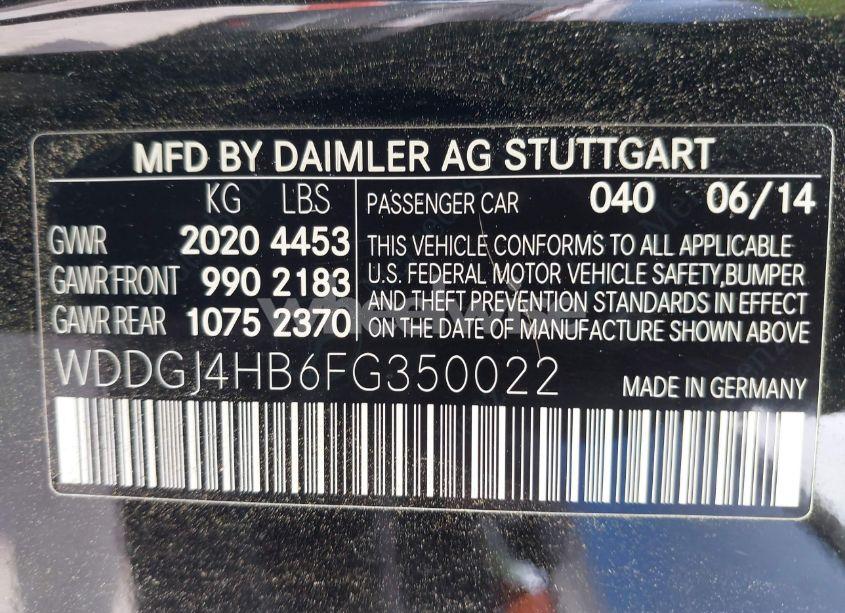 MFD BY DAIMLER AG STUTTGART
KG LBS
GVWR 2020 4453
GAWR FRONT 990 2183
GAWR REAR 1075 2370
PASSENGER CAR 040 06/14
THIS VEHICLE CONFORMS TO ALL APPLICABLE
U.S. FEDERAL MOTOR VEHICLE SAFETY,BUMPER
AND THEFT PREVENTION STANDARDS IN EFFECT
ON THE DATE OF MANUFACTURE SHOWN ABOVE
WDDGJ4HB6FG350022
MADE IN GERMANY